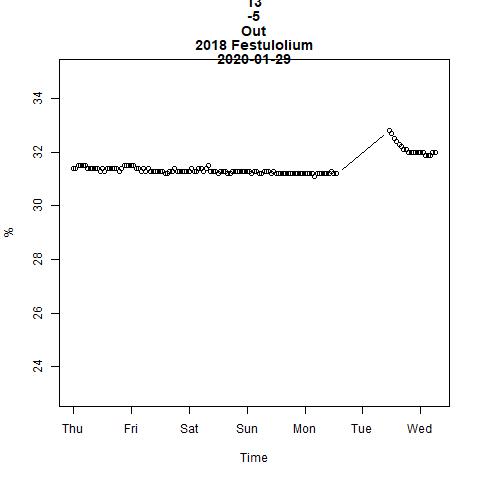 13
-5
Out
2018 Festulolium
2020-01-29
34
32
30
28
26
24
%
Thu Fri Sat Sun Mon Tue Wed
Time